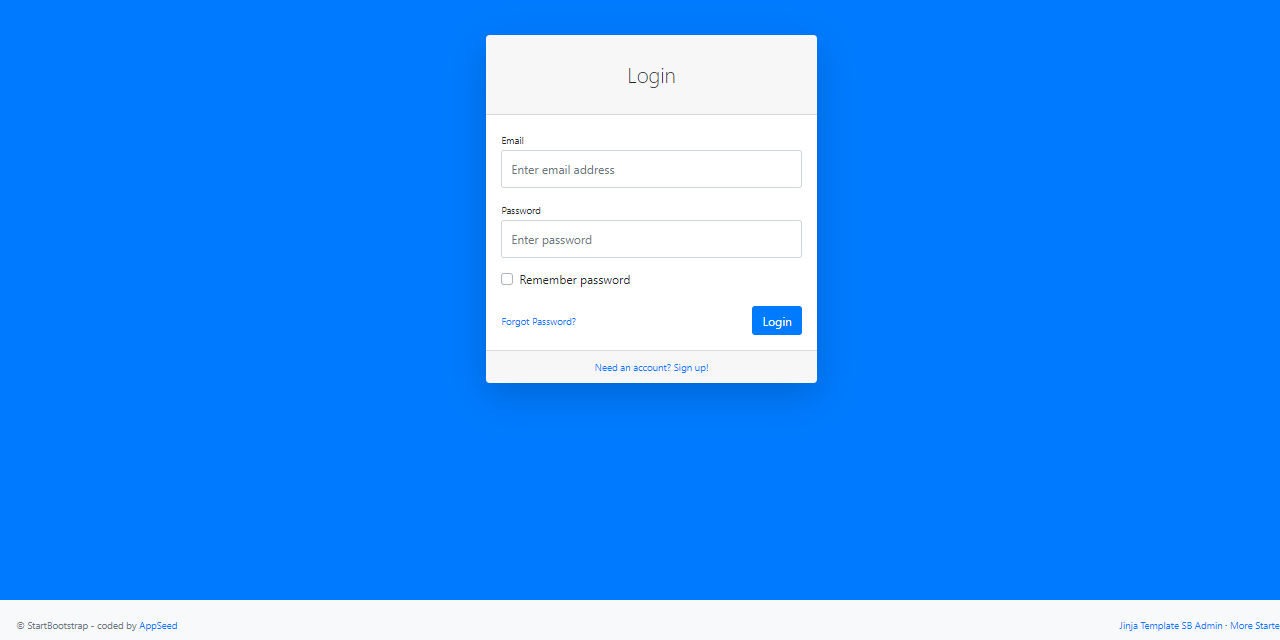 Login
Email
Enter email address
Password
Enter password
Remember password
Forgot Password?
Login
Need an account? Sign up!
© StartBootstrap - coded by AppSeed
Jinja Template SB Admin · More Starte